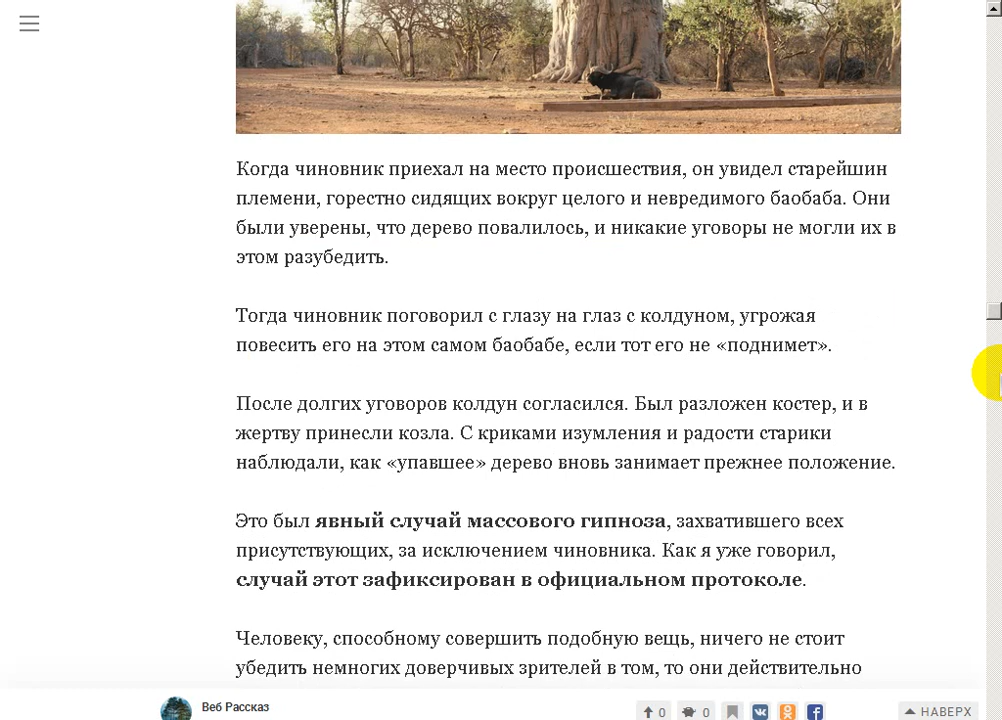 Когда чиновник приехал на место происшествия, он увидел старейшин
племени, горестно сидящих вокруг целого и невредимого баобаба. Они
были уверены, что дерево повалилось, и никакие уговоры не могли их в
этом разубедить.
Тогда чиновник поговорил с глазу на глаз с колдуном, угрожая
повесить его на этом самом баобабе, если тот его не «поднимет».
После долгих уговоров колдун согласился. Был разложен костер, и в
жертву принесли козла. С криками изумления и радости старики
наблюдали, как «упавшее» дерево вновь занимает прежнее положение.
Это был явный случай массового гипноза, захватившего всех
присутствующих, за исключением чиновника. Как я уже говорил,
случай этот зафиксирован в официальном протоколе.
Человеку, способному совершить подобную вещь, ничего не стоит
убедить немногих доверчивых зрителей в том, то они действительно
Веб Рассказ
0
0
НАВЕРХ